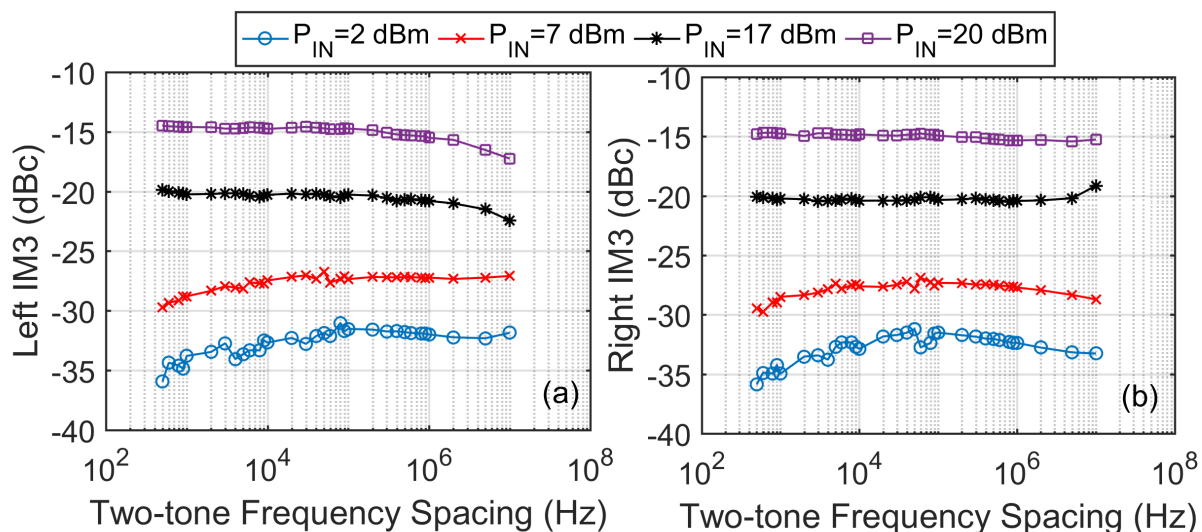 P_IN=2 dBm P_IN=7 dBm P_IN=17 dBm P_IN=20 dBm
-10
-15
-20
-25
-30
-35
-40
Left IM3 (dBc)
(a)
10^2 10^4 10^6 10^8
Two-tone Frequency Spacing (Hz)
-10
-15
-20
-25
-30
-35
-40
Right IM3 (dBc)
(b)
10^2 10^4 10^6 10^8
Two-tone Frequency Spacing (Hz)